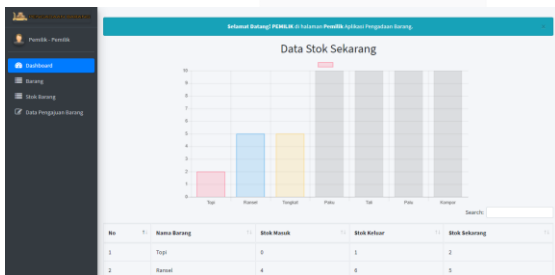 Selamat Datang! PEMILIK di halaman Pemilik Aplikasi Pengadaan Barang.
Pemilik - Pemilik
Dashboard
Barang
Stok Barang
Data Pengajuan Barang
Data Stok Sekarang
10
9
8
7
6
5
4
3
2
1
0
Topi Ransel Tongkat Paku Tali Palu Kompor
Search:
No Nama Barang Stok Masuk Stok Keluar Stok Sekarang
1 Topi 0 1 2
2 Ransel 4 8 5